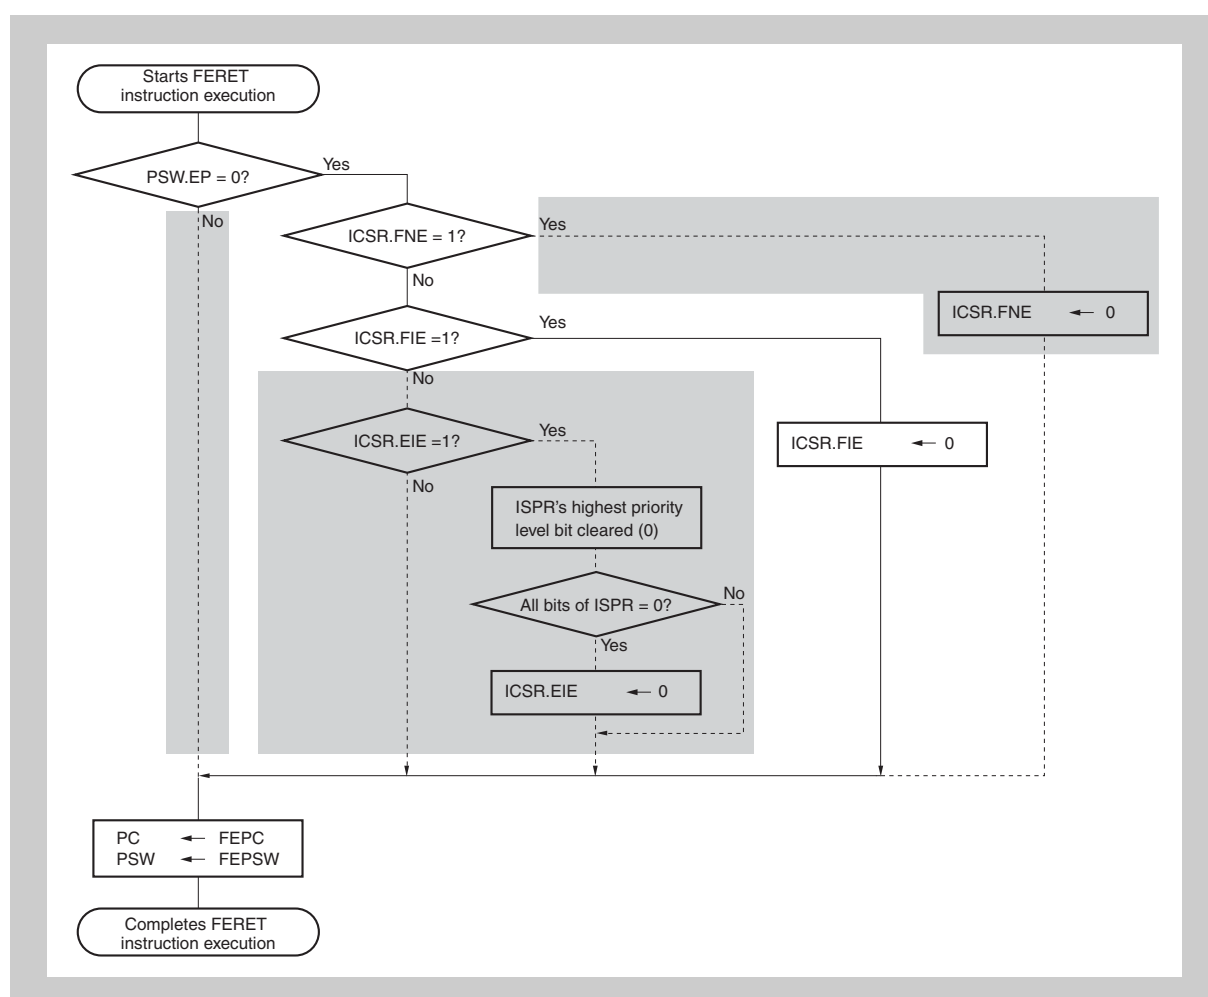 Starts FERET
instruction execution
PSW.EP = 0?
Yes
No
ICSR.FNE = 1?
Yes
No
ICSR.FNE ← 0
ICSR.FIE =1?
Yes
No
ICSR.FIE ← 0
ICSR.EIE =1?
Yes
No
ISPR's highest priority
level bit cleared (0)
All bits of ISPR = 0?
No
Yes
ICSR.EIE ← 0
PC ← FEPC
PSW ← FEPSW
Completes FERET
instruction execution